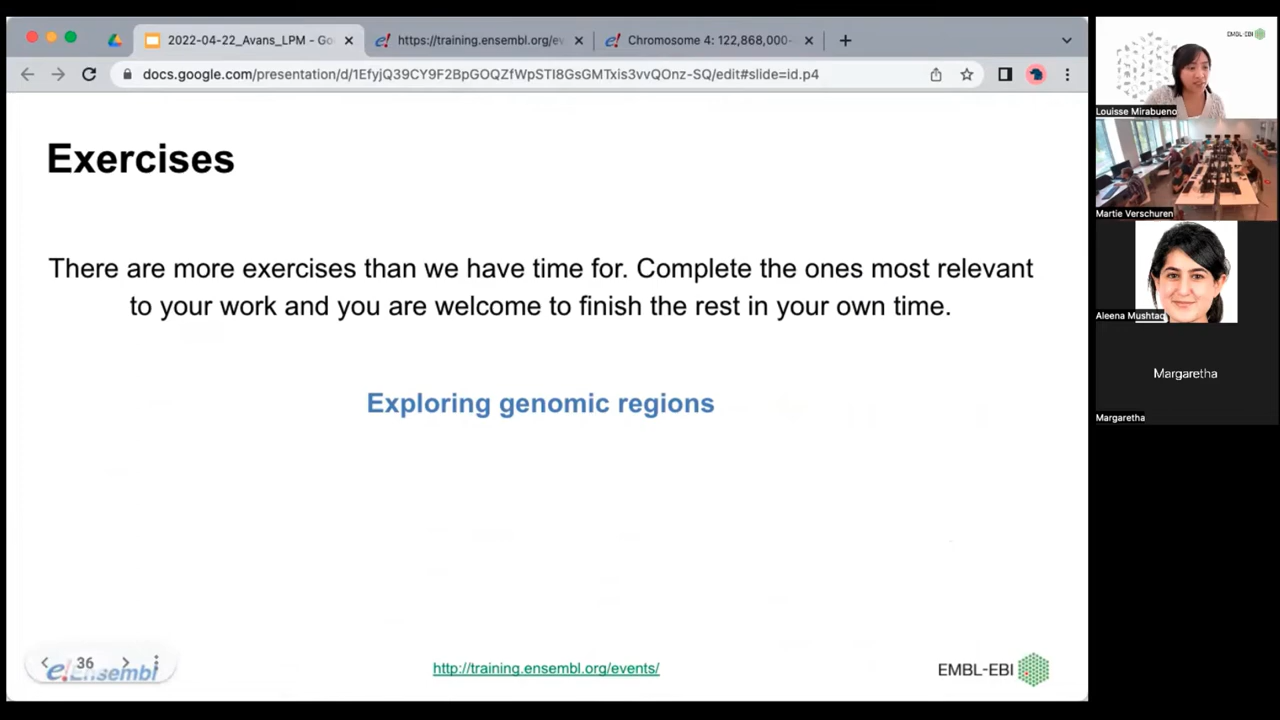 2022-04-22_Avans_LPM - Go
https://training.ensembl.org/ev
Chromosome 4: 122,868,000-
docs.google.com/presentation/d/1EfyjQ39CY9F2BpGOQZfWpSTI8GsGMTxis3vvQOnz-SQ/edit#slide=id.p4
Exercises
There are more exercises than we have time for. Complete the ones most relevant
to your work and you are welcome to finish the rest in your own time.
Exploring genomic regions
36
e!Ensembl
http://training.ensembl.org/events/
EMBL-EBI
EMBL-EBI
Louisse Mirabueno
Martie Verschuren
Aleena Mushtaq
Margaretha
Margaretha